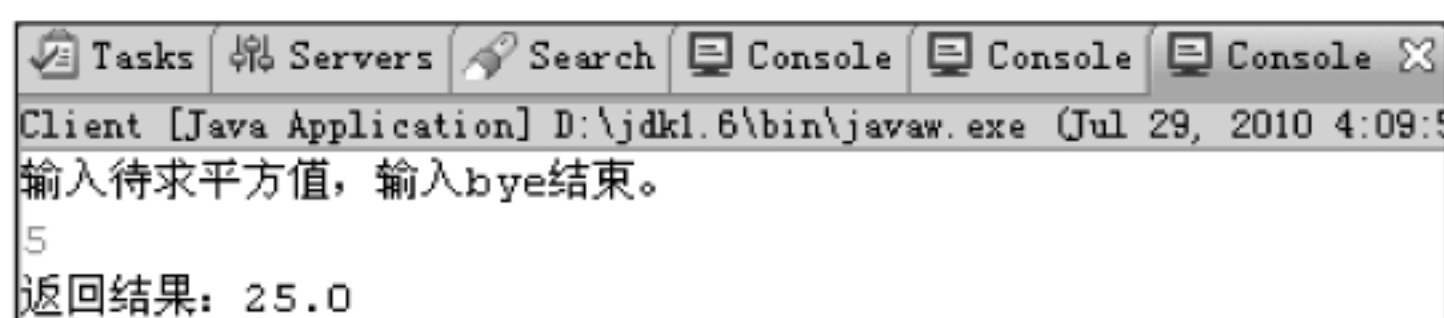 Tasks Servers Search Console Console Console
Client [Java Application] D:\jdk1.6\bin\javaw.exe (Jul 29, 2010 4:09:5
输入待求平方值，输入bye结束。
5
返回结果：25.0